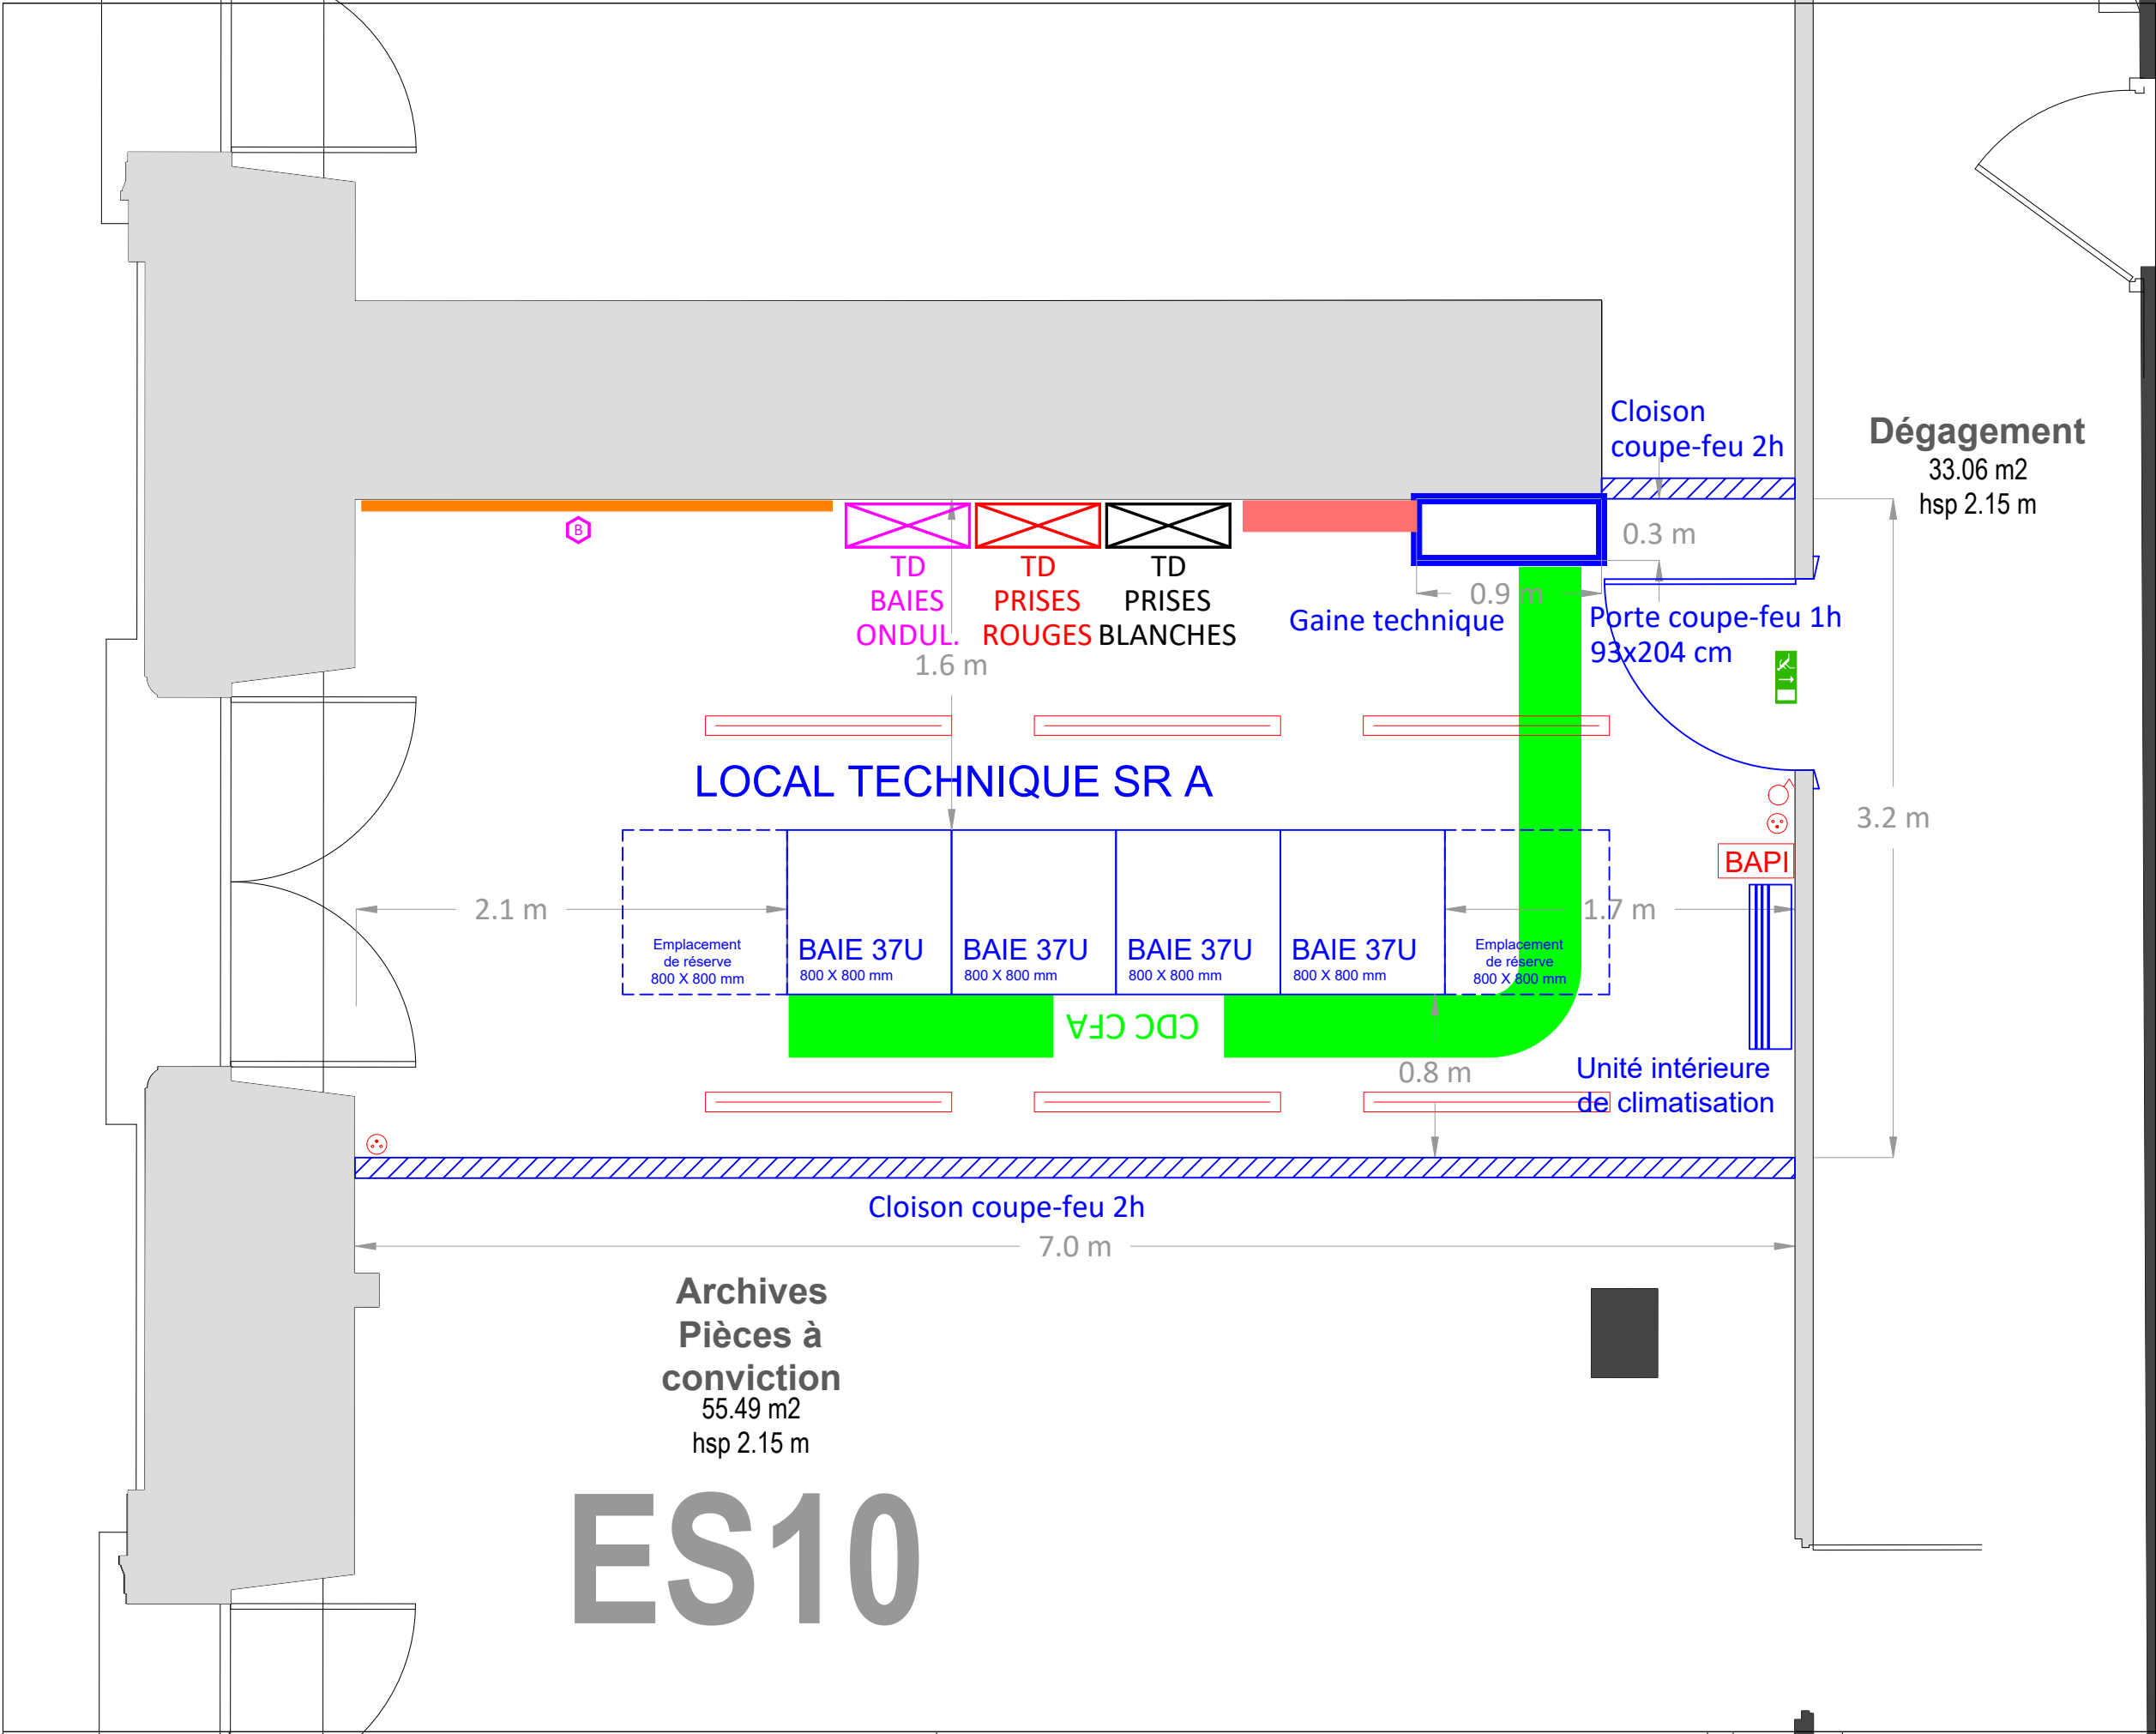 Cloison
coupe-feu 2h
Dégagement
33.06 m2
hsp 2.15 m
0.3 m
B
TD
BAIES
ONDUL.
TD
PRISES
ROUGES
TD
PRISES
BLANCHES
0.9 m
Gaine technique
Porte coupe-feu 1h
93x204 cm
1.6 m
LOCAL TECHNIQUE SR A
3.2 m
BAPI
2.1 m
1.7 m
Emplacement
de réserve
800 X 800 mm
BAIE 37U
800 X 800 mm
BAIE 37U
800 X 800 mm
BAIE 37U
800 X 800 mm
BAIE 37U
800 X 800 mm
Emplacement
de réserve
800 X 800 mm
CDC CFA
0.8 m
Unité intérieure
de climatisation
Cloison coupe-feu 2h
7.0 m
Archives
Pièces à
conviction
55.49 m2
hsp 2.15 m
ES10